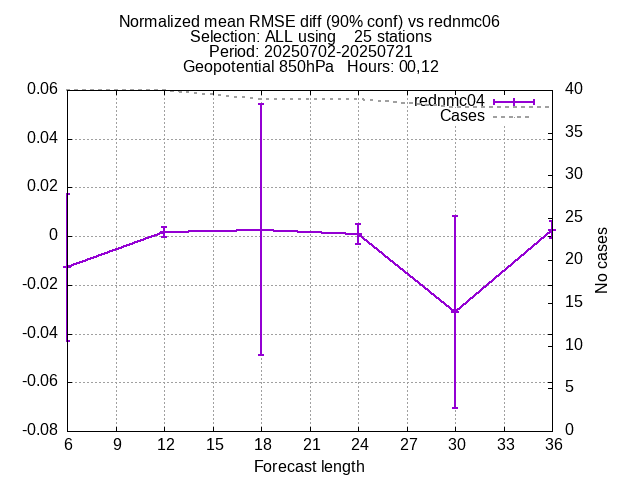 Normalized mean RMSE diff (90% conf) vs rednmc06
Selection: ALL using    25 stations
Period: 20250702-20250721
Geopotential 850hPa   Hours: 00,12
rednmc04
Cases
0.06
0.04
0.02
0
-0.02
-0.04
-0.06
-0.08
40
35
30
25
20
15
10
5
0
No cases
6 9 12 15 18 21 24 27 30 33 36
Forecast length